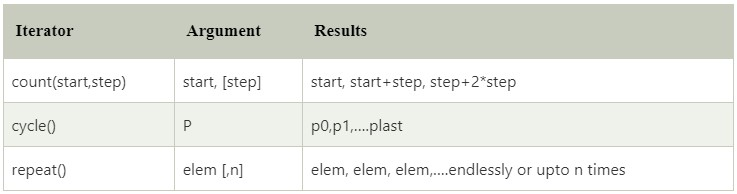 Iterator Argument Results
count(start,step) start, [step] start, start+step, step+2*step
cycle() P p0,p1,....plast
repeat() elem [,n] elem, elem, elem,....endlessly or upto n times